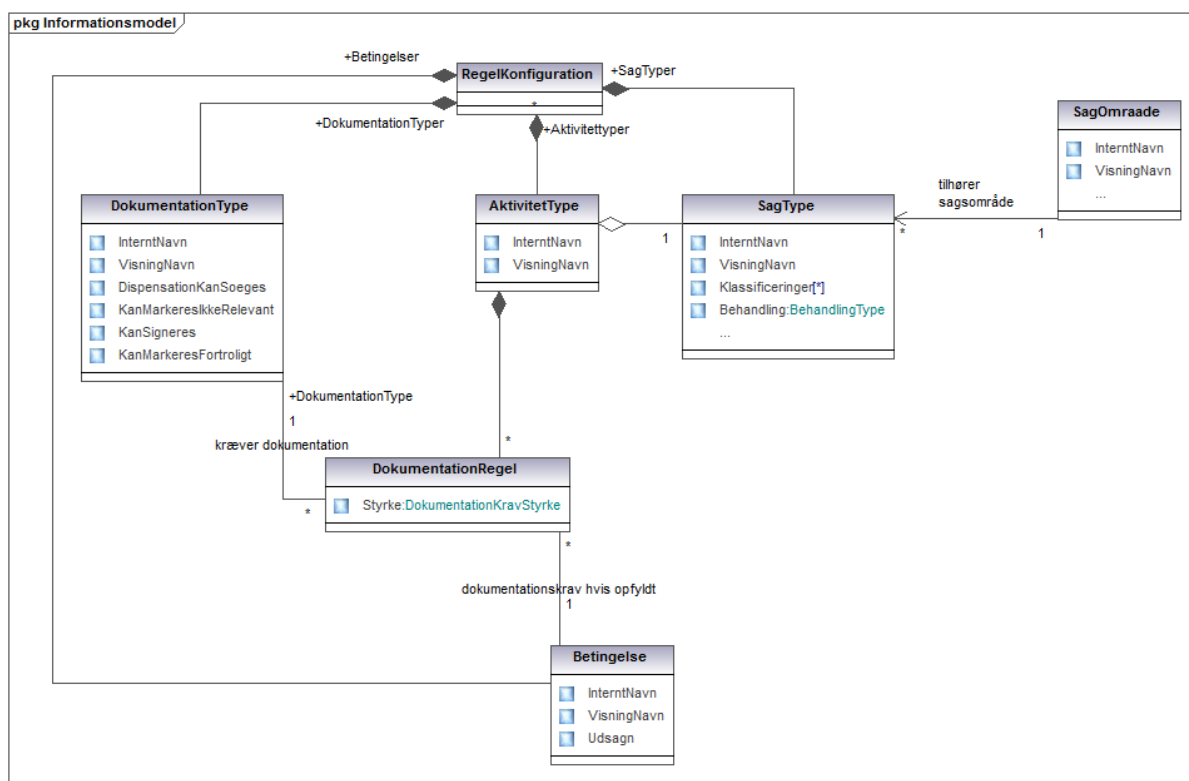 pkg Informationsmodel
+Betingelser
RegelKonfiguration
*
+SagTyper
+DokumentationTyper
+Aktivitettyper
SagOmraade
InterntNavn
VisningNavn
...
DokumentationType
InterntNavn
VisningNavn
DispensationKanSoeges
KanMarkeresIkkeRelevant
KanSigneres
KanMarkeresFortroligt
AktivitetType
InterntNavn
VisningNavn
1
SagType
InterntNavn
VisningNavn
Klassificeringer[*]
Behandling:BehandlingType
...
tilhører
sagsområde
*
1
+DokumentationType
1
kræver dokumentation
*
*
DokumentationRegel
Styrke:DokumentationKravStyrke
*
dokumentationskrav hvis opfyldt
1
Betingelse
InterntNavn
VisningNavn
Udsagn